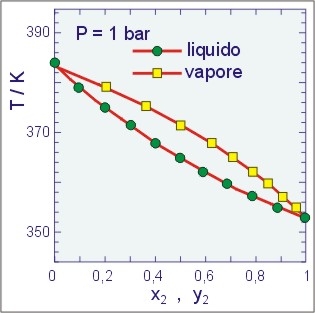 390
P = 1 bar
liquido
vapore
T / K
370
350
0
0,2
0,4
0,6
0,8
1
x2 , y2